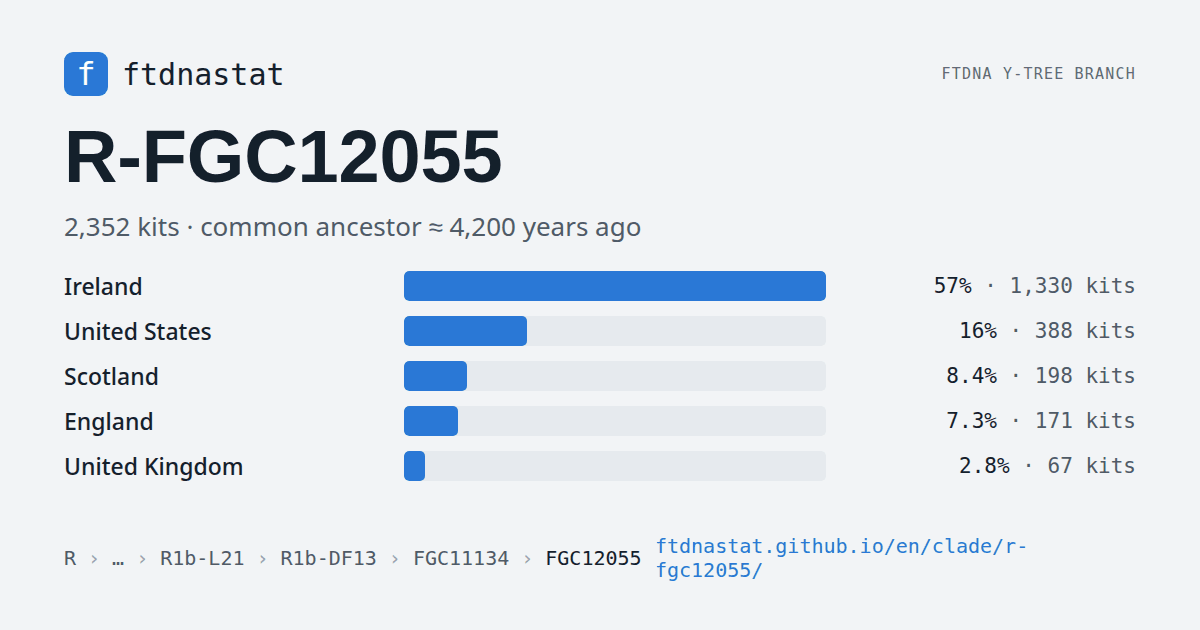 f ftdnastat
FTDNA Y-TREE BRANCH
R-FGC12055
2,352 kits · common ancestor ≈ 4,200 years ago
Ireland 57% · 1,330 kits
United States 16% · 388 kits
Scotland 8.4% · 198 kits
England 7.3% · 171 kits
United Kingdom 2.8% · 67 kits
R › … › R1b-L21 › R1b-DF13 › FGC11134 › FGC12055
ftdnastat.github.io/en/clade/r-
fgc12055/